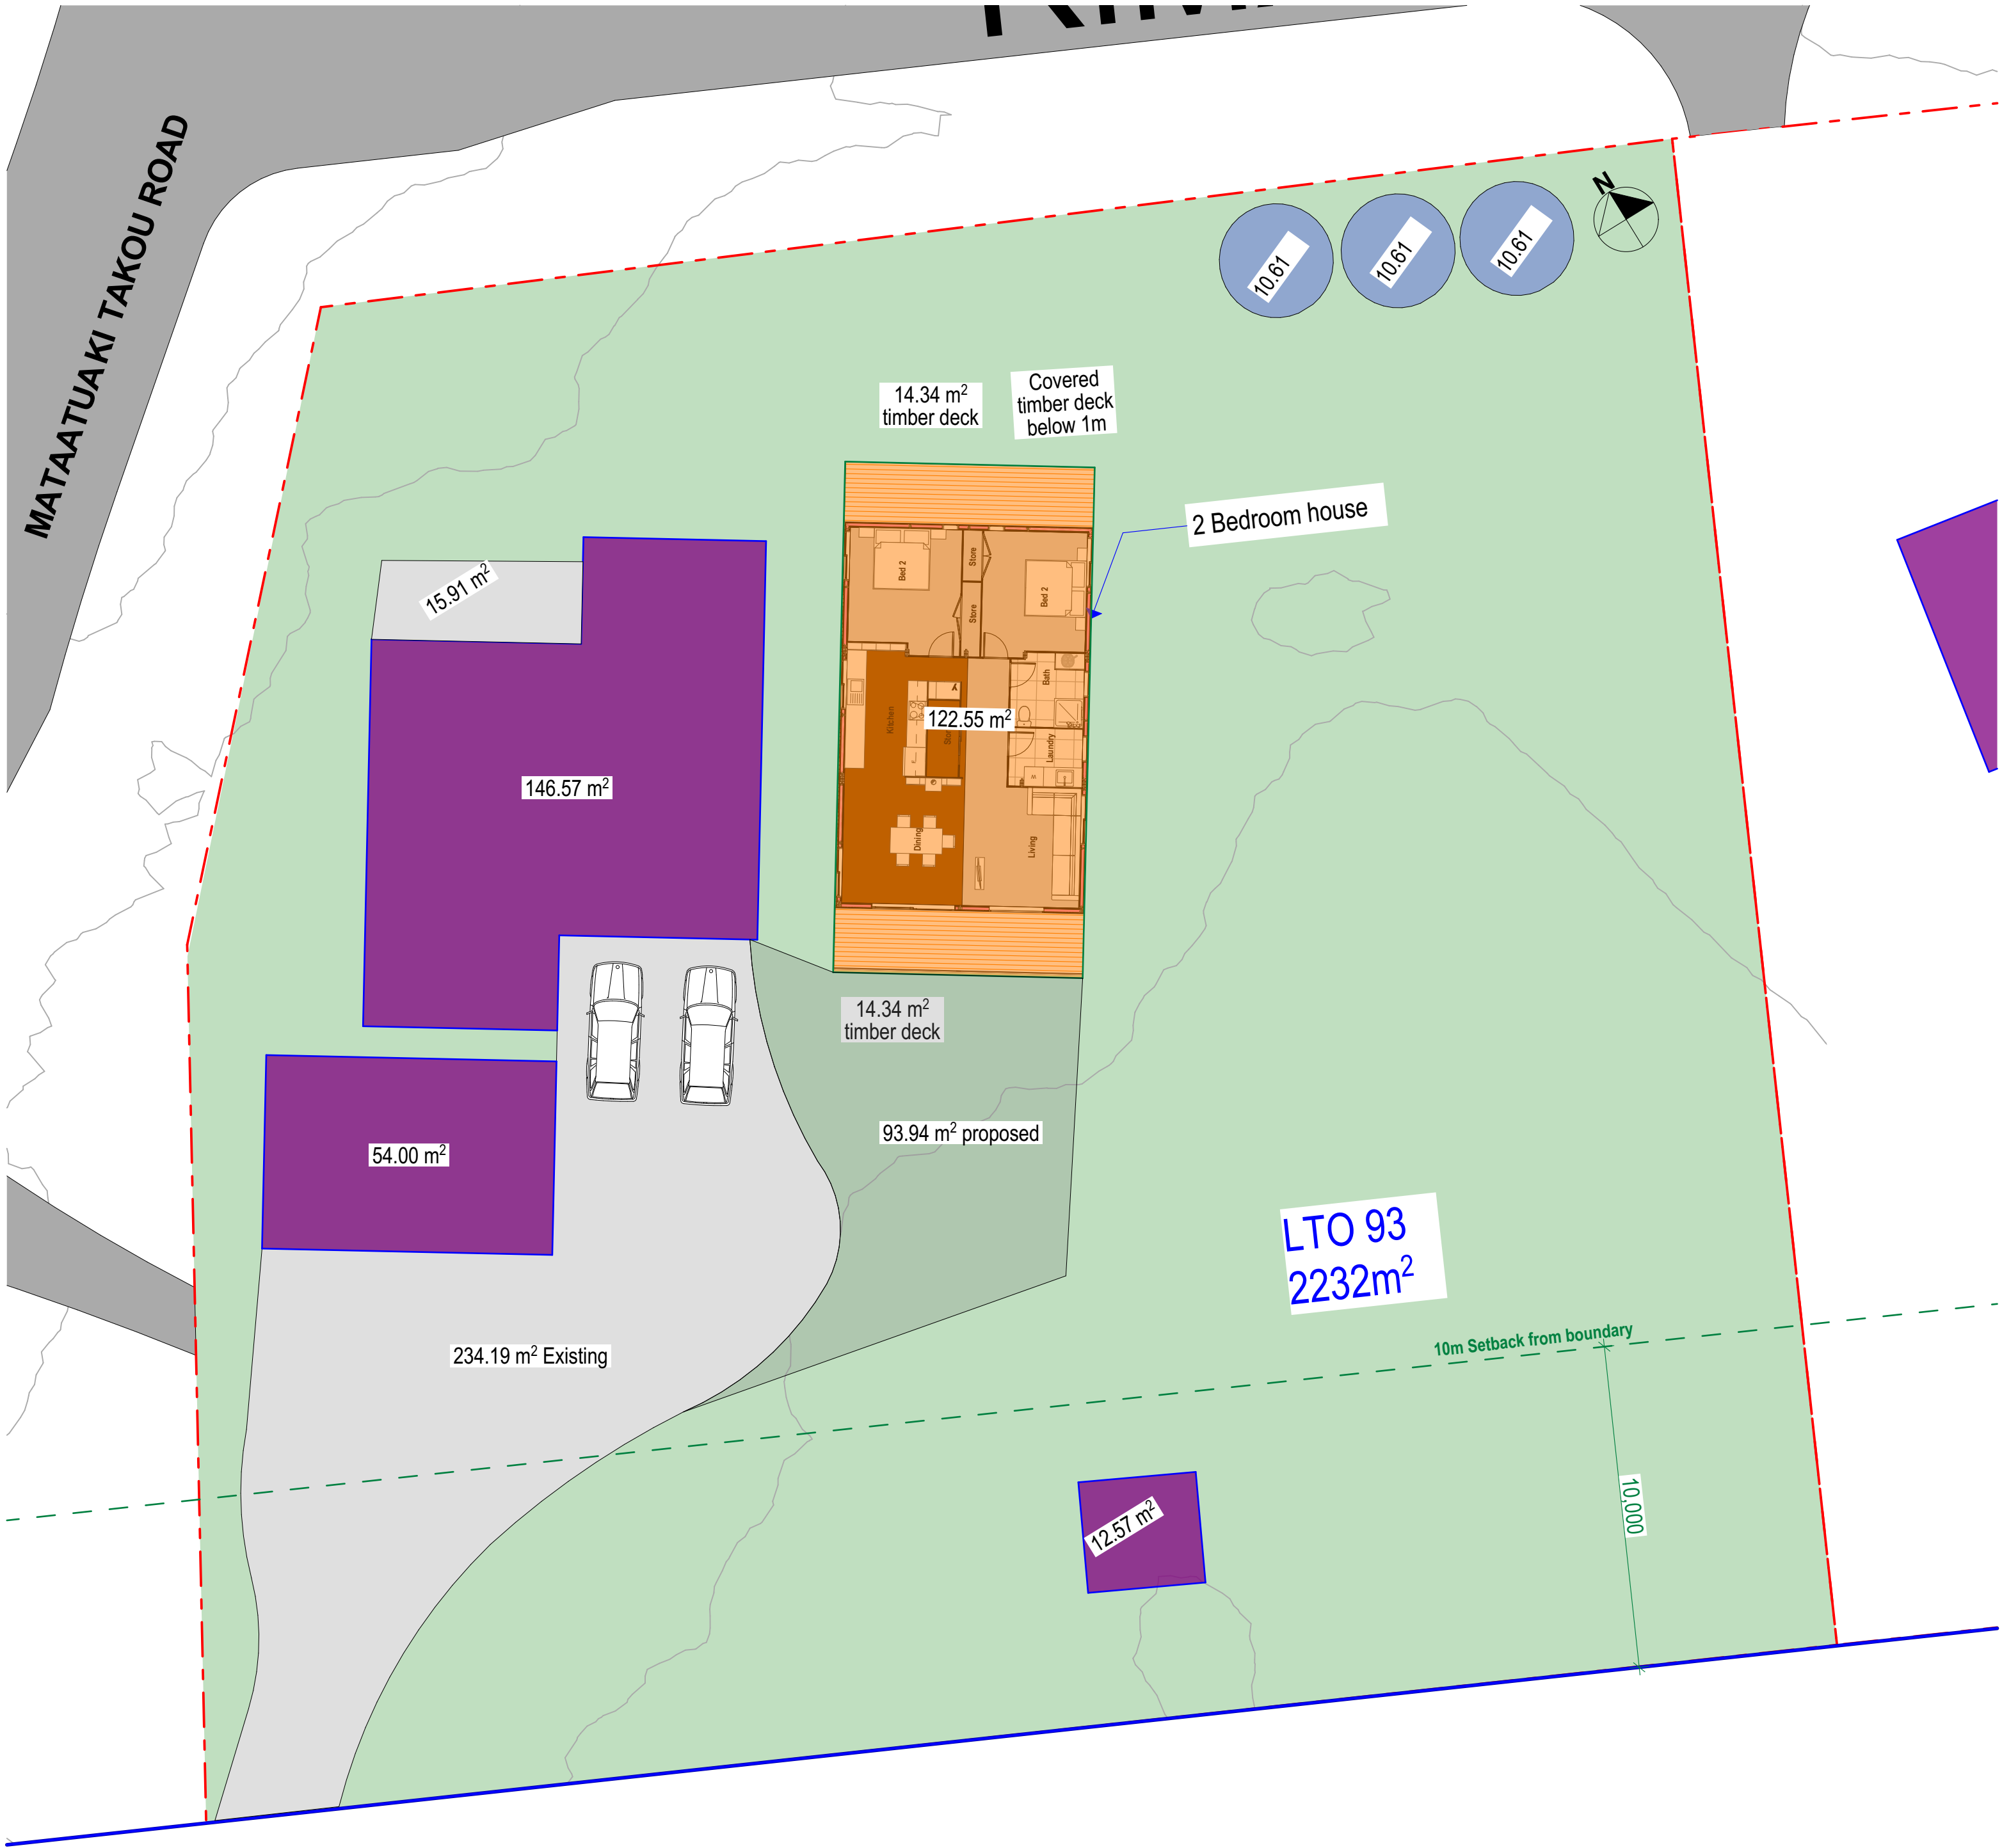 MATAATUAKI TAKOU ROAD
N
10.61
10.61
10.61
14.34 m²
timber deck
Covered
timber deck
below 1m
2 Bedroom house
15.91 m²
Bed 2
Store
Store
Bed 2
Bath
122.55 m²
Kitchen
Laundry
Dining
Living
146.57 m²
14.34 m²
timber deck
93.94 m² proposed
54.00 m²
LTO 93
2232m²
234.19 m² Existing
10m Setback from boundary
10,000
12.57 m²